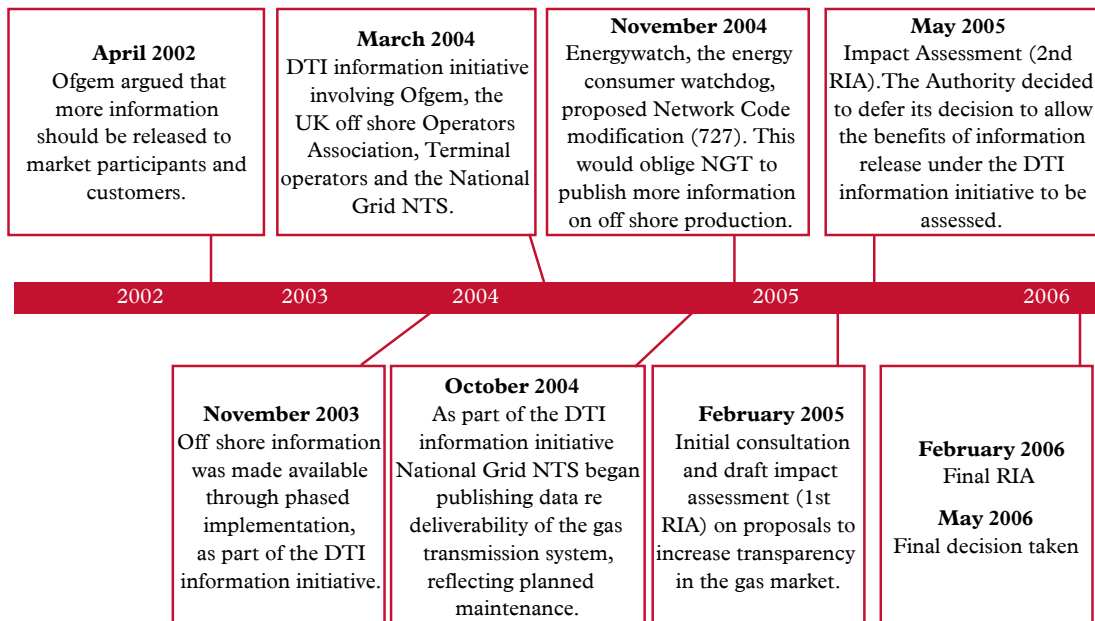 April 2002
Ofgem argued that
more information
should be released to
market participants and
customers.
March 2004
DTI information initiative
involving Ofgem, the
UK off shore Operators
Association, Terminal
operators and the National
Grid NTS.
November 2004
Energywatch, the energy
consumer watchdog,
proposed Network Code
modification (727). This
would oblige NGT to
publish more information
on off shore production.
May 2005
Impact Assessment (2nd
RIA).The Authority decided
to defer its decision to allow
the benefits of information
release under the DTI
information initiative to be
assessed.
2002 2003 2004 2005 2006
November 2003
Off shore information
was made available
through phased
implementation,
as part of the DTI
information initiative.
October 2004
As part of the DTI
information initiative
National Grid NTS began
publishing data re
deliverability of the gas
transmission system,
reflecting planned
maintenance.
February 2005
Initial consultation
and draft impact
assessment (1st
RIA) on proposals to
increase transparency
in the gas market.
February 2006
Final RIA
May 2006
Final decision taken